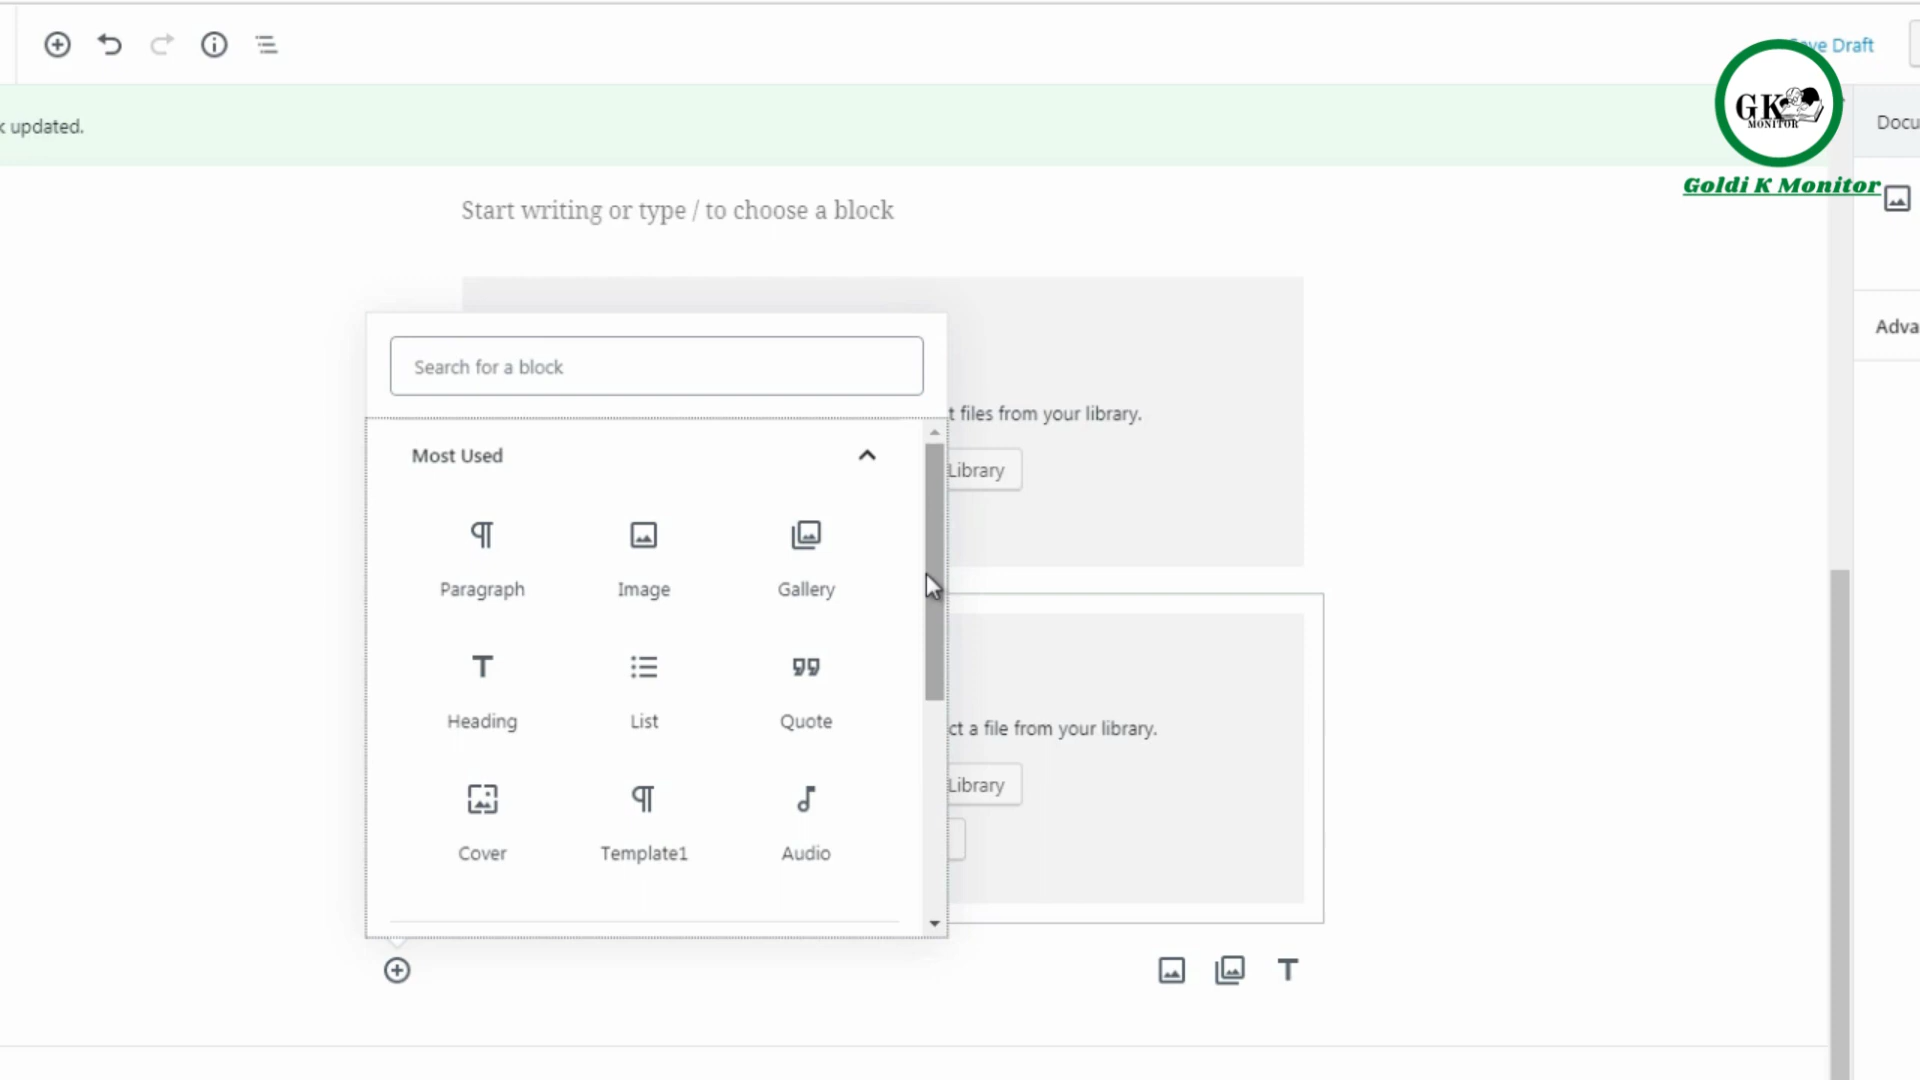 Save Draft
GK
MONITOR
Goldi K Monitor
k updated.
Docu
Start writing or type / to choose a block
Search for a block
Adva
t files from your library.
Most Used
Library
Paragraph
Image
Gallery
Heading
List
Quote
ct a file from your library.
Library
Cover
Template1
Audio